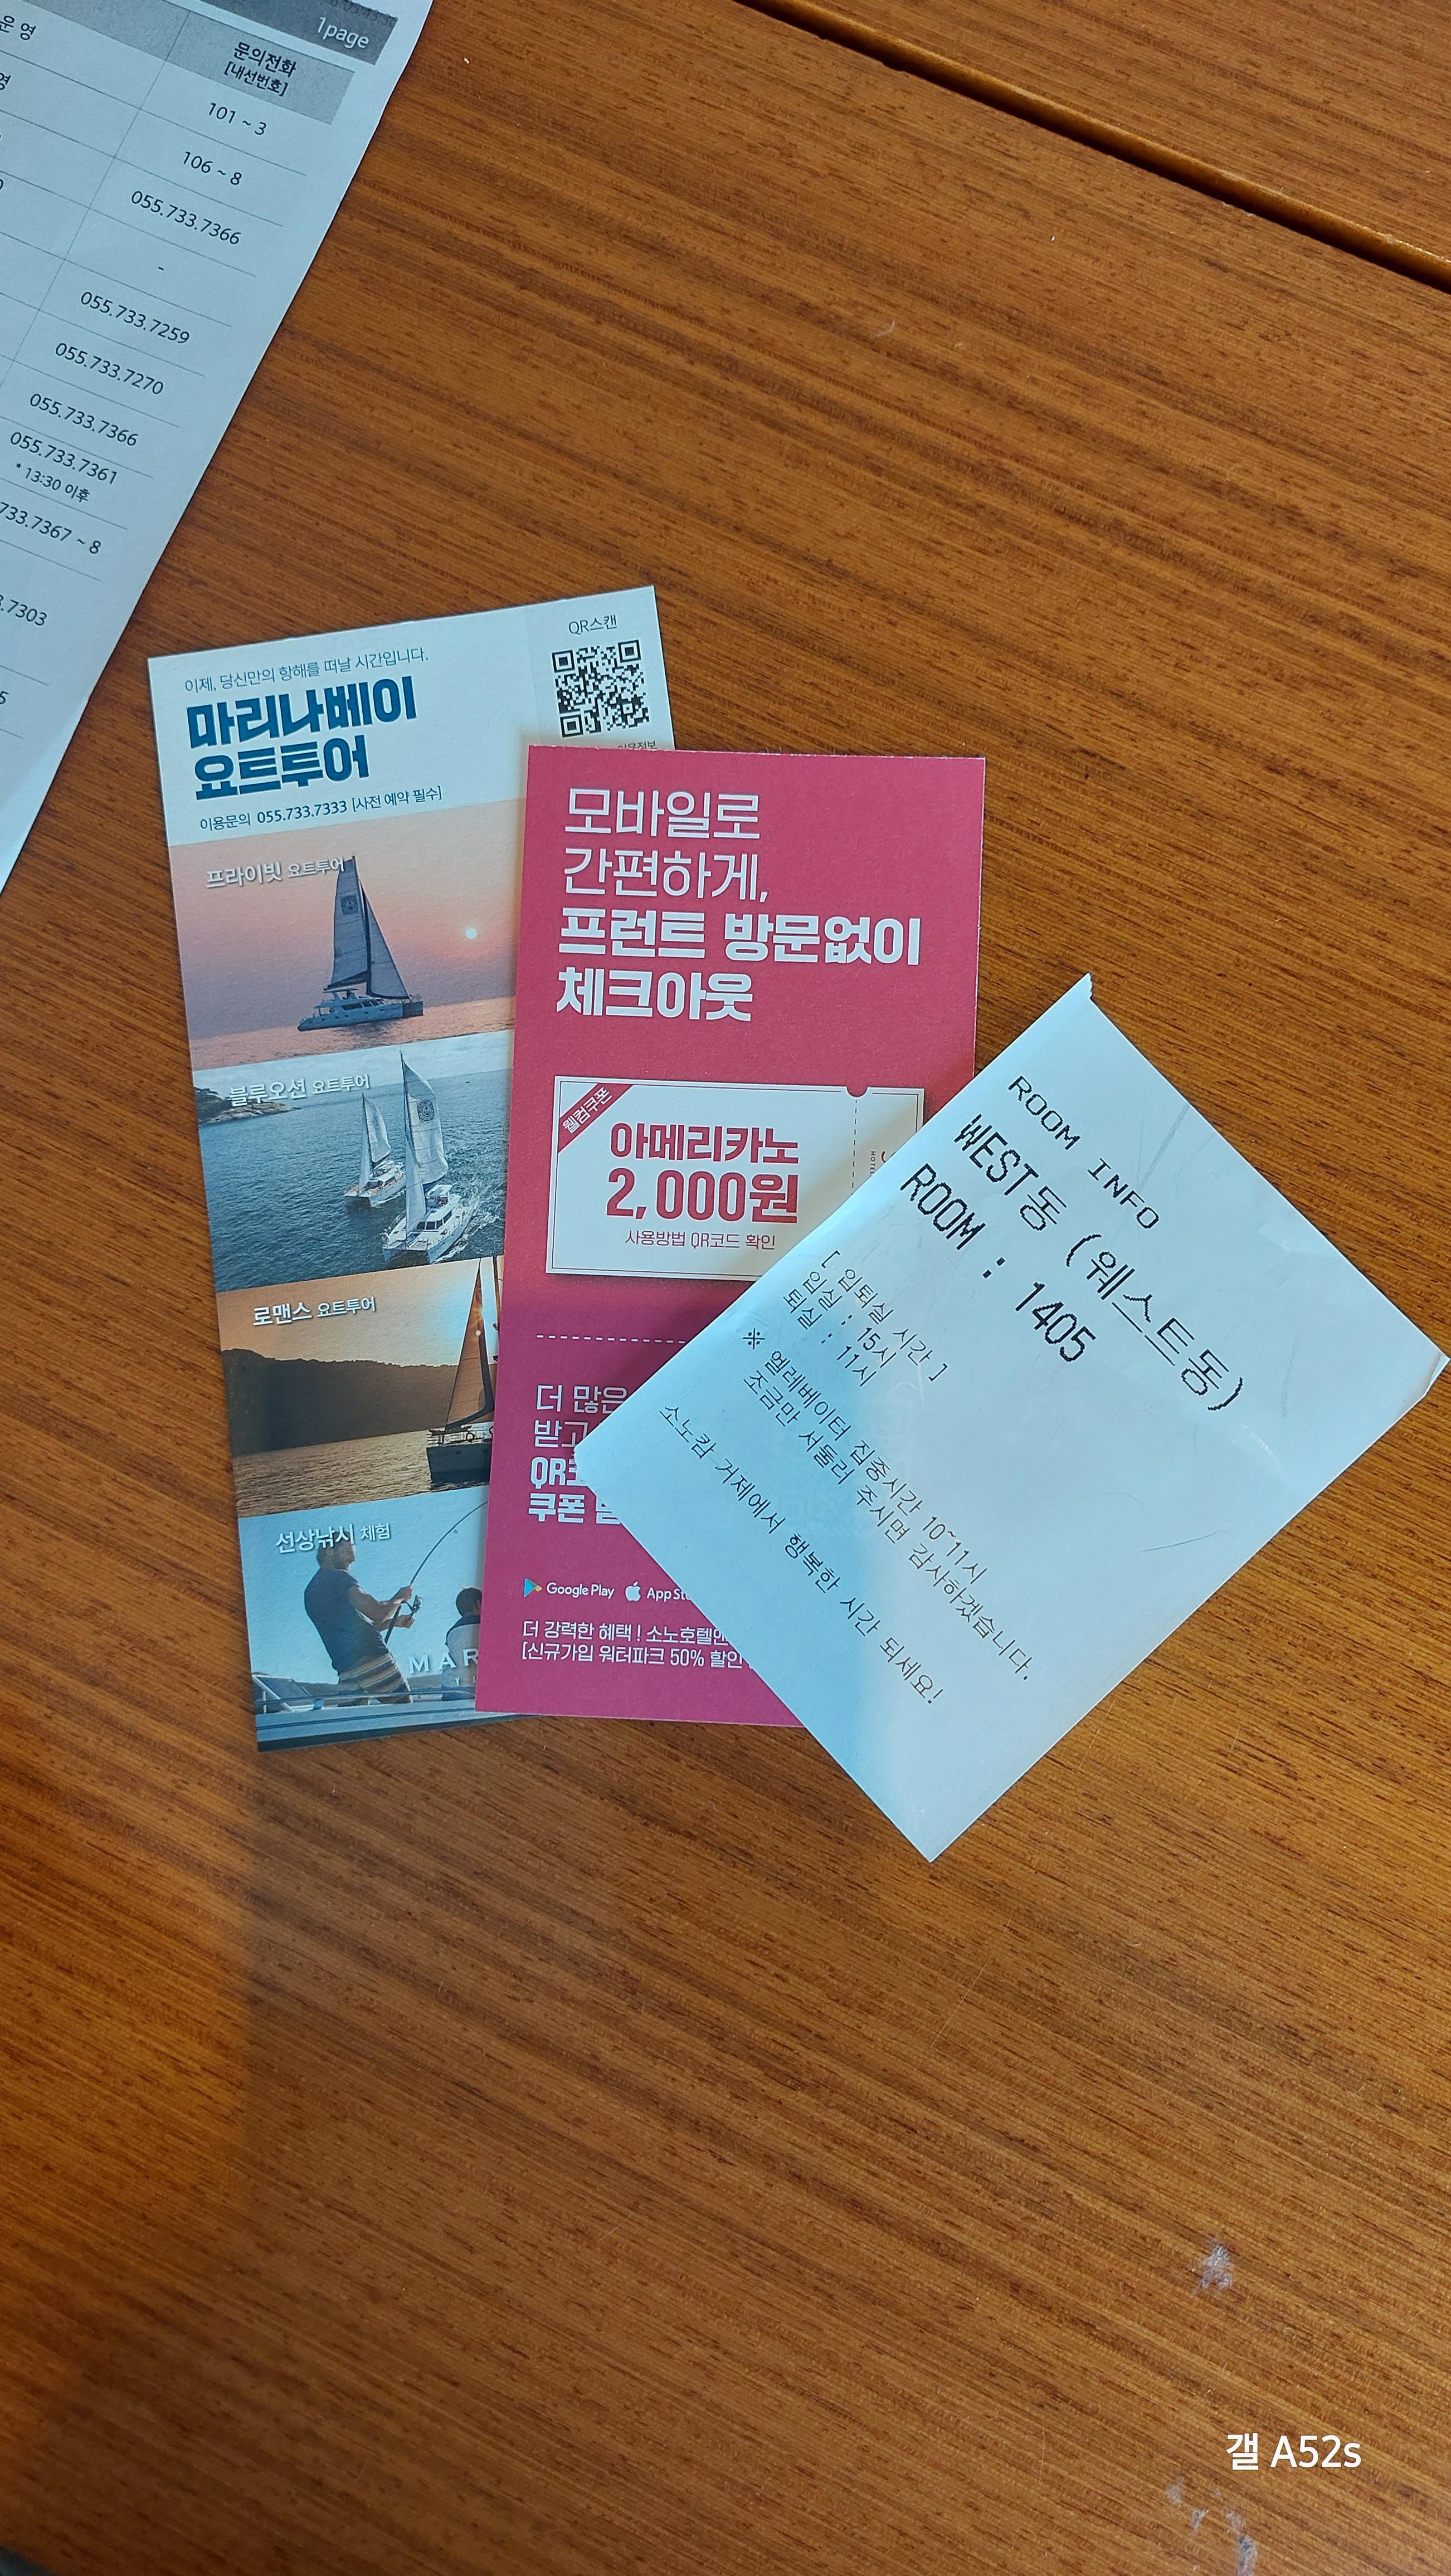 1page
운 영
문의전화
[내선번호]
101 ~ 3
106 ~ 8
055.733.7366
-
055.733.7259
055.733.7270
055.733.7366
055.733.7361
* 13:30 이후
733.7367 ~ 8
.7303
5
이제, 당신만의 항해를 떠날 시간입니다.
마리나베이
요트투어
이용문의 055.733.7333 [사전 예약 필수]
QR스캔
프라이빗 요트투어
블루오션 요트투어
로맨스 요트투어
선상낚시 체험
MAR
모바일로
간편하게,
프런트 방문없이
체크아웃
웰컴쿠폰
아메리카노
2,000원
사용방법 QR코드 확인
더 많은
받고
쿠폰
Google Play
App St
더 강력한 혜택! 소노호텔앤
[신규가입 워터파크 50% 할인
ROOM INFO
WEST동 (웨스트동)
ROOM : 1405
[ 입퇴실 시간 ]
입실 : 15시
퇴실 : 11시
※ 엘레베이터 집중시간 10~11시
조금만 서둘러 주시면 감사하겠습니다.
소노캄 거제에서 행복한 시간 되세요!
갤 A52s